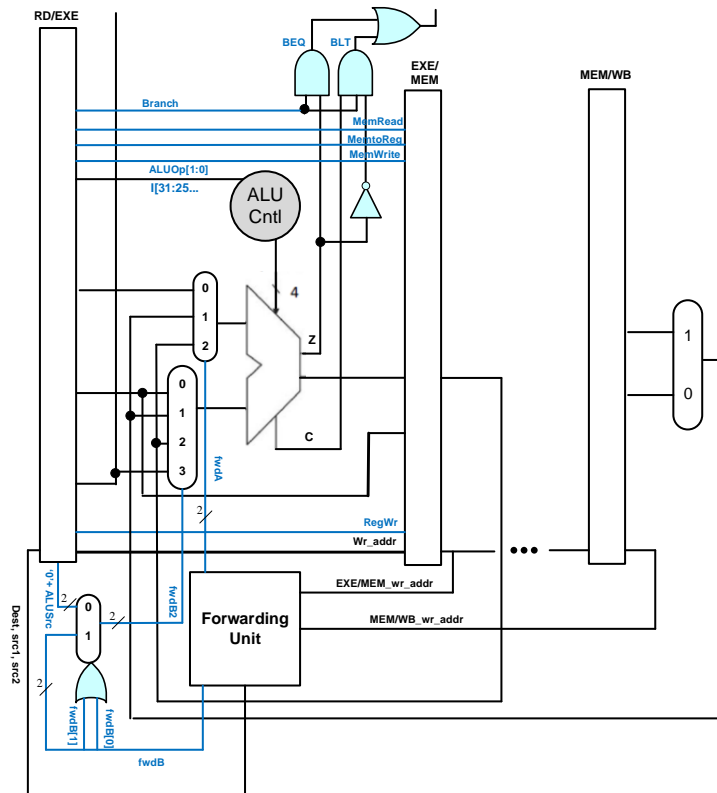 RD/EXE
BEQ
BLT
EXE/
MEM
MEM/WB
Branch
MemRead
MemtoReg
MemWrite
ALUOp[1:0]
I[31:25...
ALU
Cntl
4
0
1
2
Z
0
1
2
3
C
1
0
fwdA
2
RegWr
Wr_addr
'0'+ ALUSrc
2
0
1
2
fwdB2
Forwarding
Unit
EXE/MEM_wr_addr
MEM/WB_wr_addr
Dest, src1, src2
2
fwdB[1]
fwdB[0]
fwdB